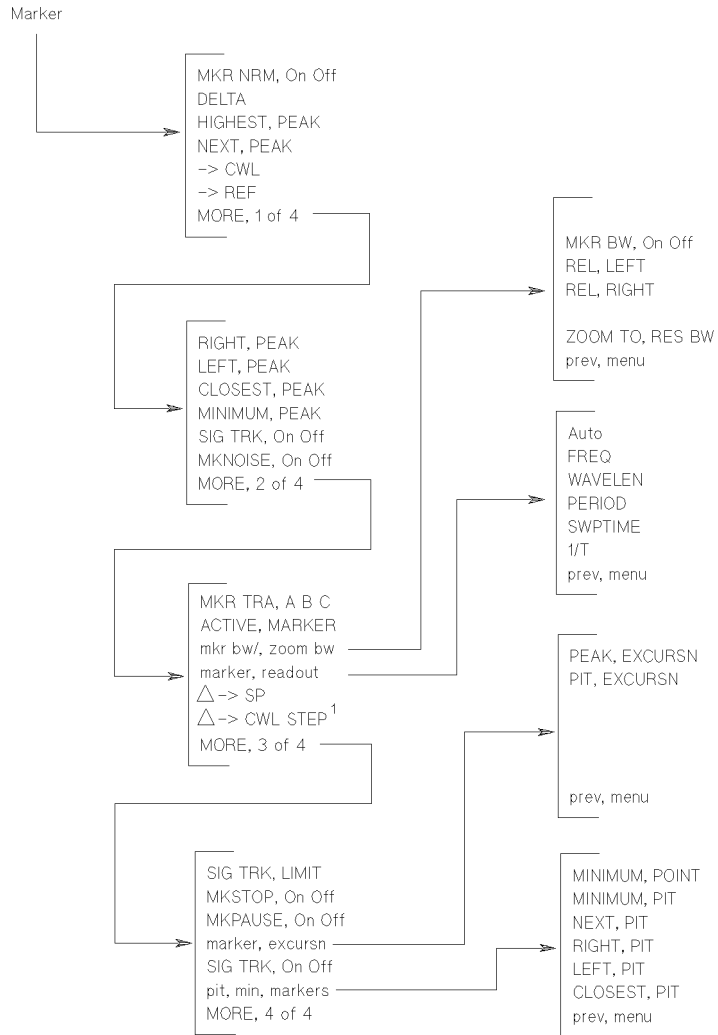 Marker
MKR NRM, On Off
DELTA
HIGHEST, PEAK
NEXT, PEAK
-> CWL
-> REF
MORE, 1 of 4
RIGHT, PEAK
LEFT, PEAK
CLOSEST, PEAK
MINIMUM, PEAK
SIG TRK, On Off
MKNOISE, On Off
MORE, 2 of 4
MKR TRA, A B C
ACTIVE, MARKER
mkr bw/, zoom bw
marker, readout
△ -> SP
△ -> CWL STEP 1
MORE, 3 of 4
SIG TRK, LIMIT
MKSTOP, On Off
MKPAUSE, On Off
marker, excursn
SIG TRK, On Off
pit, min, markers
MORE, 4 of 4
MKR BW, On Off
REL, LEFT
REL, RIGHT
ZOOM TO, RES BW
prev, menu
Auto
FREQ
WAVELEN
PERIOD
SWPTIME
1/T
prev, menu
PEAK, EXCURSN
PIT, EXCURSN
prev, menu
MINIMUM, POINT
MINIMUM, PIT
NEXT, PIT
RIGHT, PIT
LEFT, PIT
CLOSEST, PIT
prev, menu